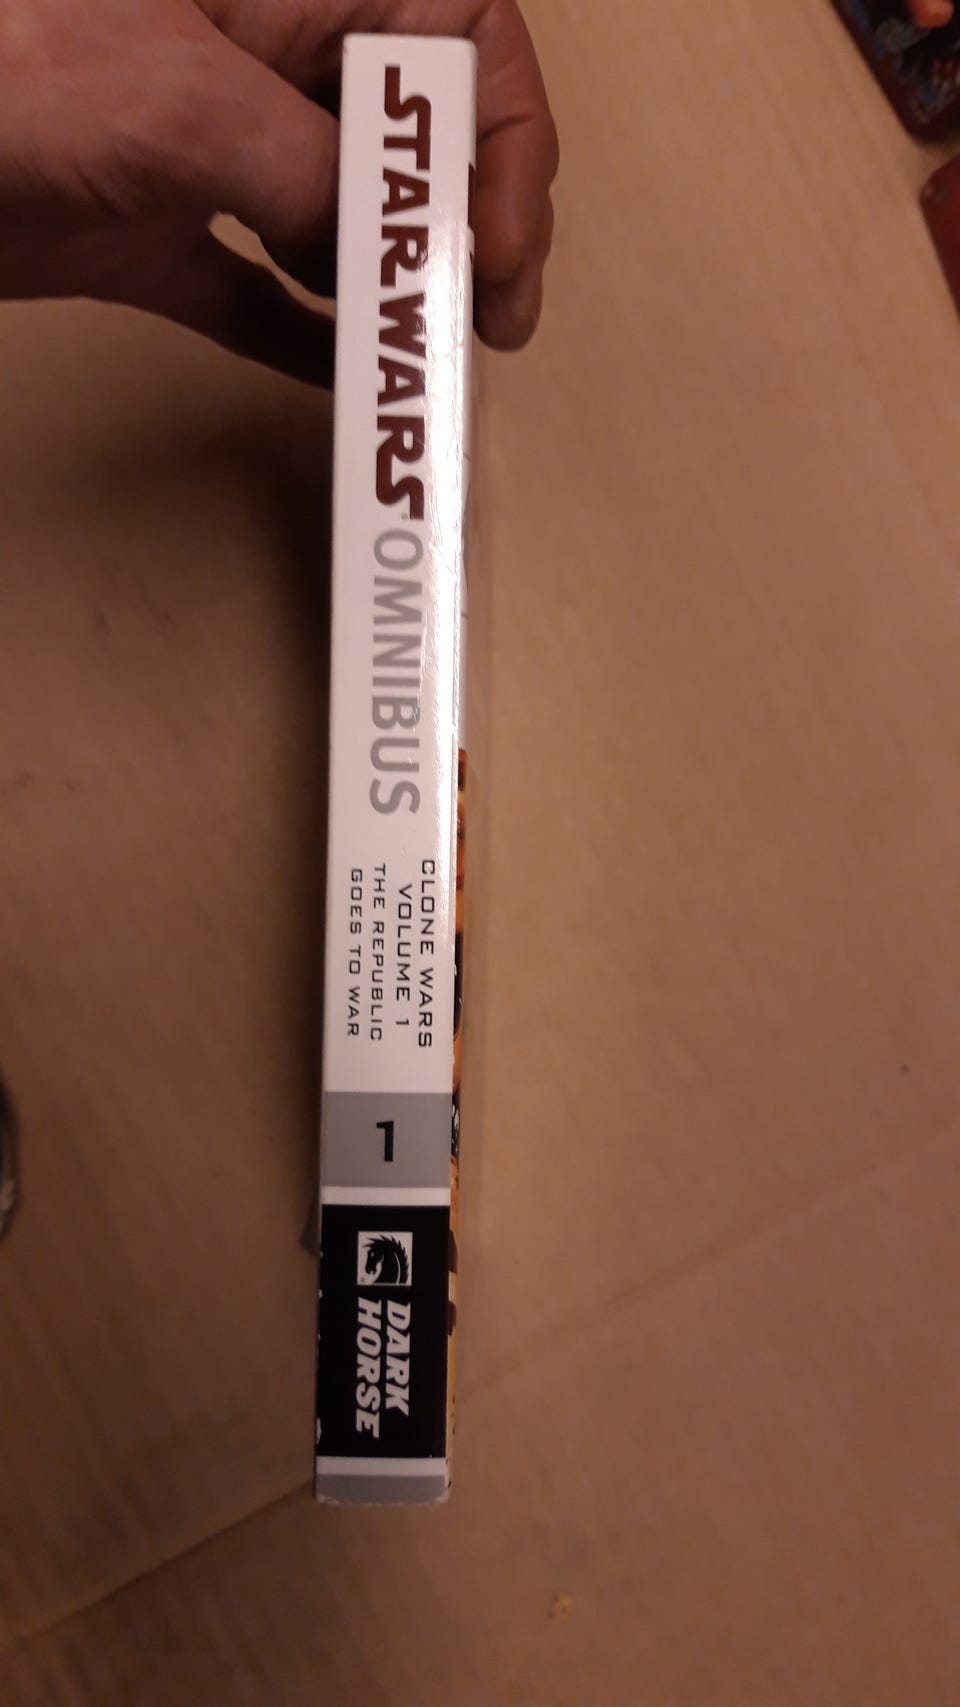 STAR WARS OMNIBUS
CLONE WARS
VOLUME 1
THE REPUBLIC
GOES TO WAR
1
DARK
HORSE